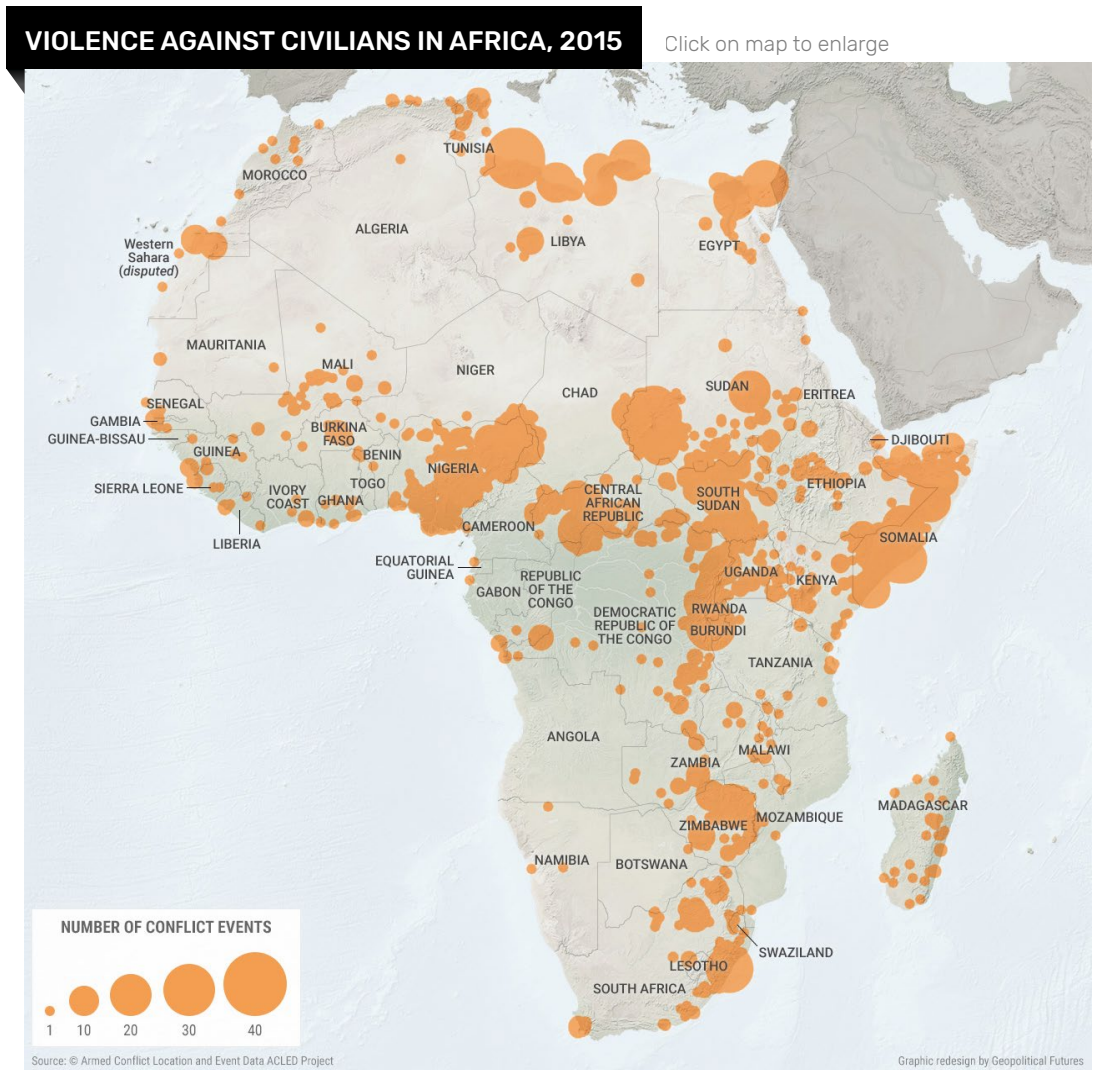 VIOLENCE AGAINST CIVILIANS IN AFRICA, 2015
Click on map to enlarge
TUNISIA
MOROCCO
ALGERIA
LIBYA
EGYPT
Western
Sahara
(disputed)
MAURITANIA
MALI
NIGER
CHAD
SUDAN
ERITREA
SENEGAL
GAMBIA
GUINEA-BISSAU
GUINEA
BURKINA
FASO
BENIN
NIGERIA
DJIBOUTI
SIERRA LEONE
IVORY
COAST
GHANA
TOGO
CENTRAL
AFRICAN
REPUBLIC
SOUTH
SUDAN
ETHIOPIA
LIBERIA
CAMEROON
SOMALIA
EQUATORIAL
GUINEA
GABON
REPUBLIC
OF THE
CONGO
UGANDA
KENYA
DEMOCRATIC
REPUBLIC OF
THE CONGO
RWANDA
BURUNDI
TANZANIA
ANGOLA
ZAMBIA
MALAWI
MADAGASCAR
ZIMBABWE
MOZAMBIQUE
NAMIBIA
BOTSWANA
SWAZILAND
LESOTHO
SOUTH AFRICA
NUMBER OF CONFLICT EVENTS
1 10 20 30 40
Source: © Armed Conflict Location and Event Data ACLED Project
Graphic redesign by Geopolitical Futures